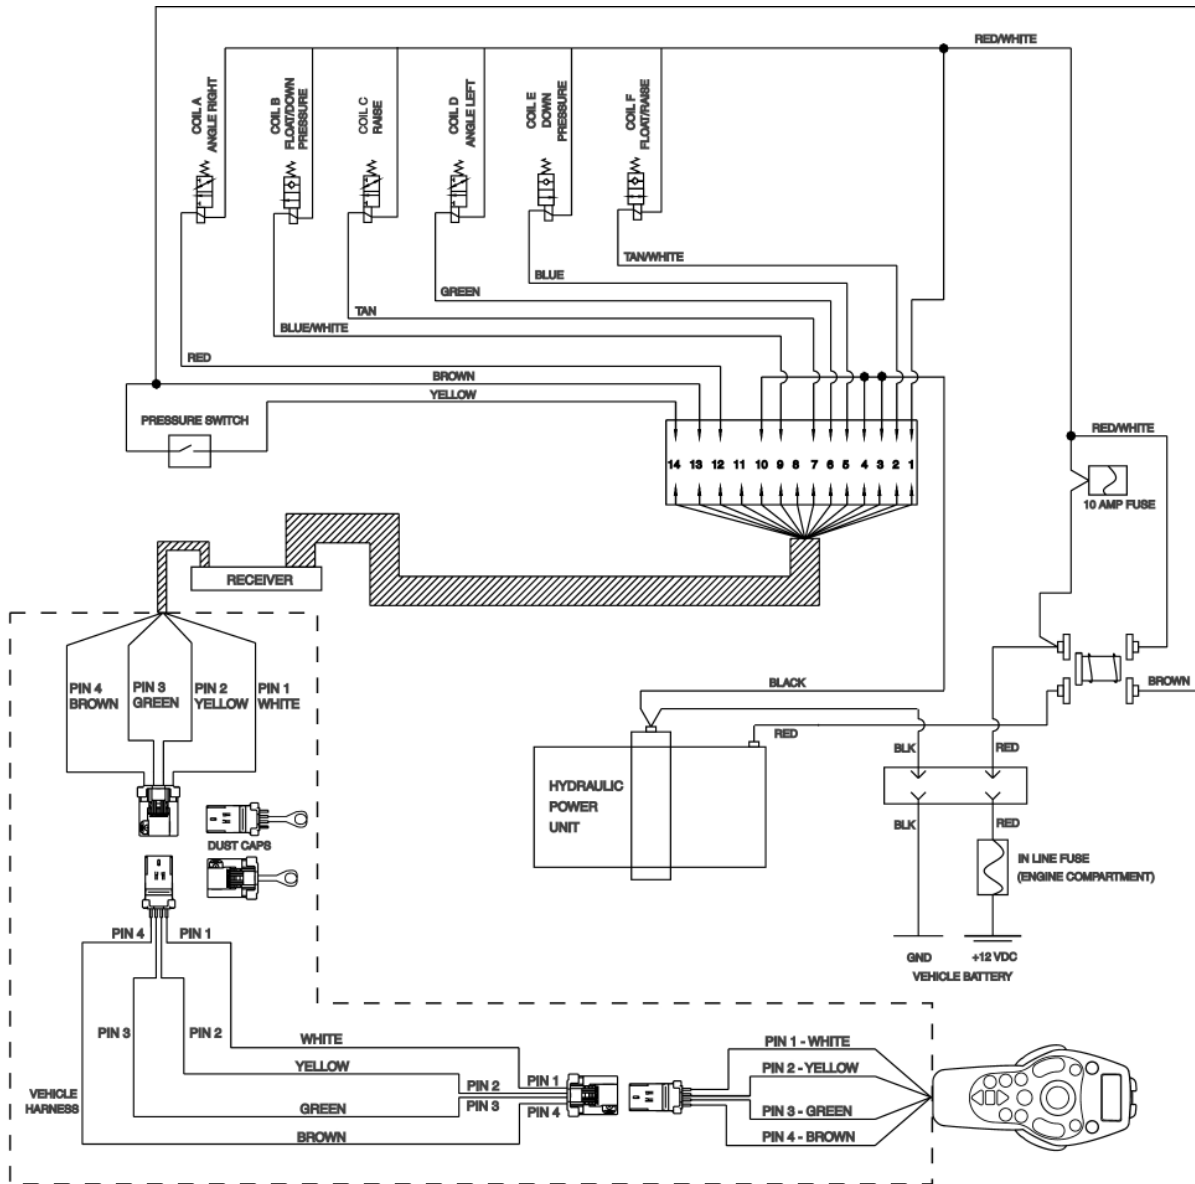 RED/WHITE
COIL A
ANGLE RIGHT
COIL B
FLOAT/DOWN
PRESSURE
COIL C
RAISE
COIL D
ANGLE LEFT
COIL E
DOWN
PRESSURE
COIL F
FLOAT/RAISE
TAN/WHITE
BLUE
GREEN
TAN
BLUE/WHITE
RED
BROWN
YELLOW
PRESSURE SWITCH
RED/WHITE
14 13 12 11 10 9 8 7 6 5 4 3 2 1
10 AMP FUSE
RECEIVER
PIN 4
BROWN
PIN 3
GREEN
PIN 2
YELLOW
PIN 1
WHITE
BLACK
BROWN
RED
BLK
RED
HYDRAULIC
POWER
UNIT
BLK
RED
DUST CAPS
IN LINE FUSE
(ENGINE COMPARTMENT)
PIN 4
PIN 1
GND
+12 VDC
VEHICLE BATTERY
PIN 3
PIN 2
WHITE
YELLOW
GREEN
BROWN
VEHICLE
HARNESS
PIN 2
PIN 3
PIN 1
PIN 4
PIN 1 - WHITE
PIN 2 - YELLOW
PIN 3 - GREEN
PIN 4 - BROWN